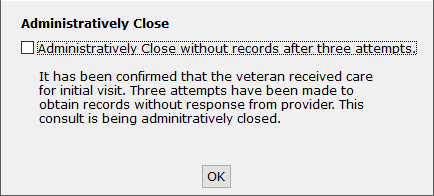 Administratively Close
Administratively Close without records after three attempts.
It has been confirmed that the veteran received care
for initial visit. Three attempts have been made to
obtain records without response from provider. This
consult is being adminitratively closed.
OK